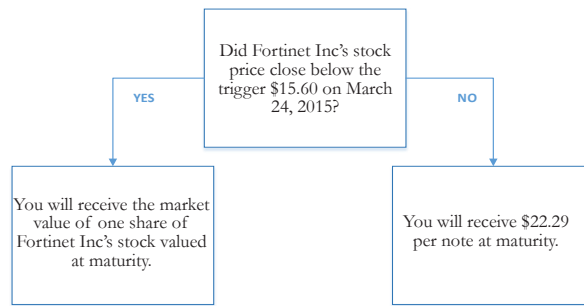 Did Fortinet Inc's stock
price close below the
trigger $15.60 on March
24, 2015?
YES
NO
You will receive the market
value of one share of
Fortinet Inc's stock valued
at maturity.
You will receive $22.29
per note at maturity.